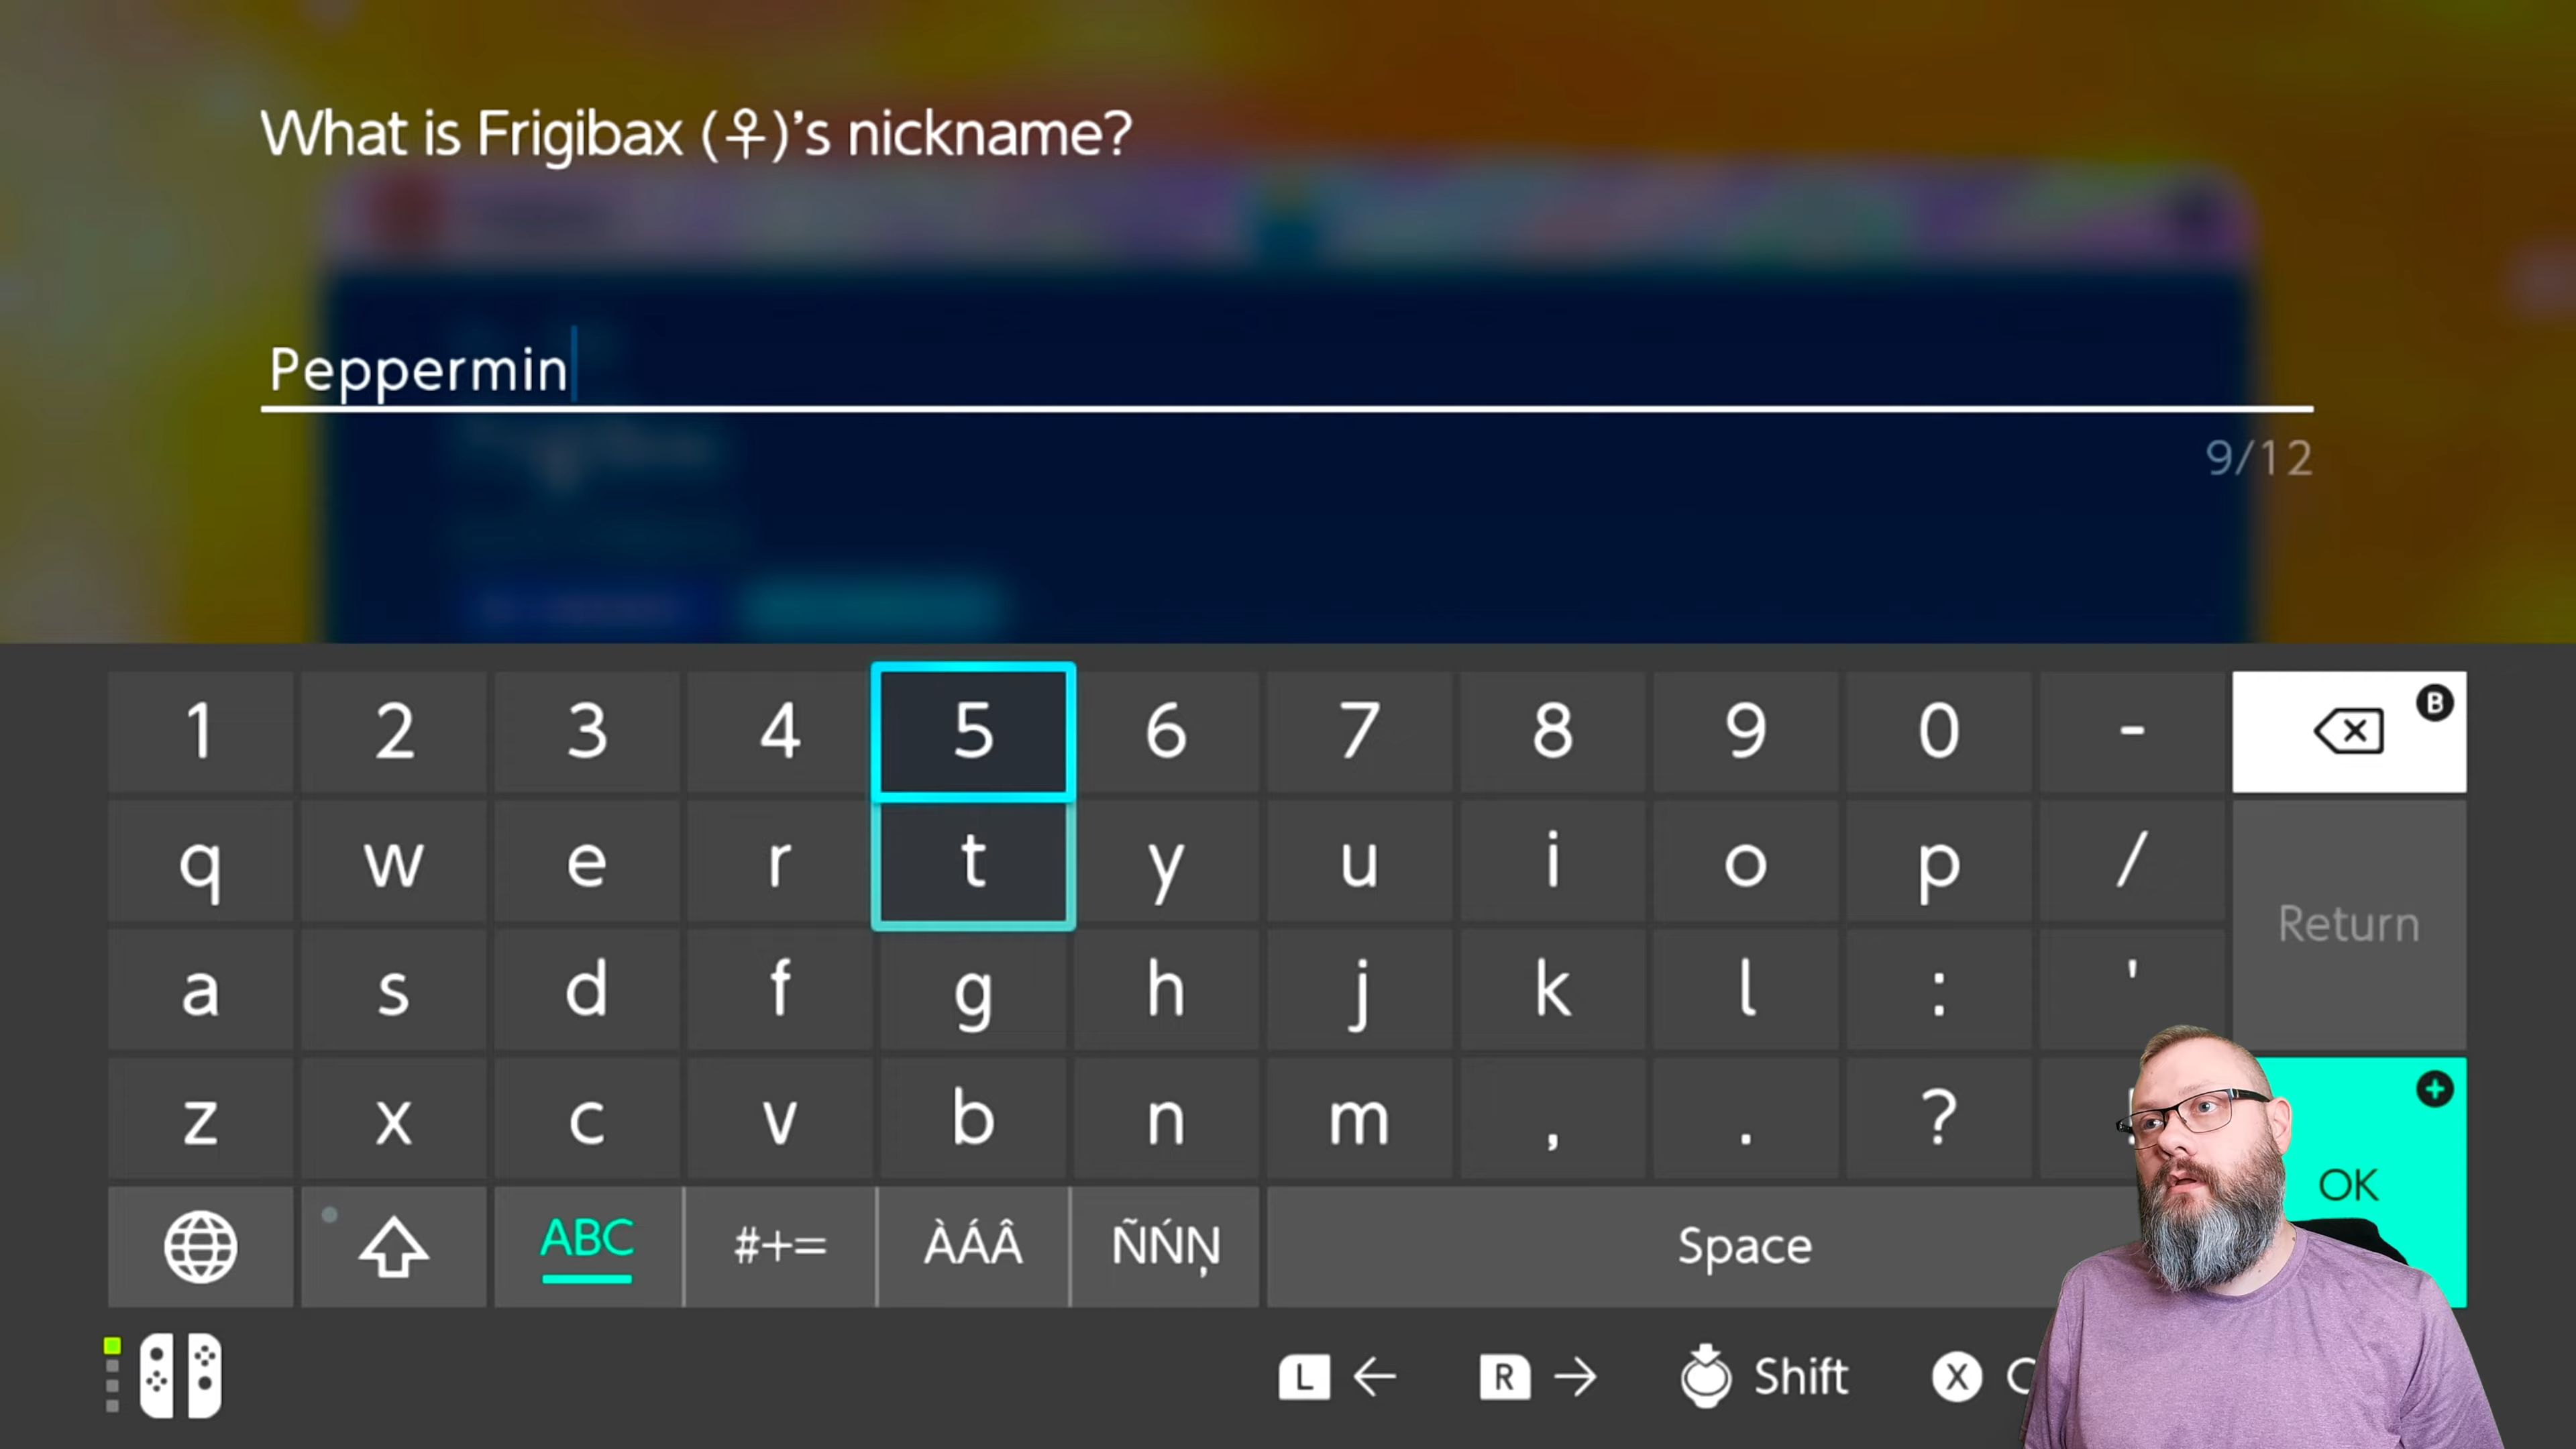 What is Frigibax (♀)'s nickname?
Peppermin
9/12
1 2 3 4 5 6 7 8 9 0 - B
q w e r t y u i o p /
Return
a s d f g h j k l : '
z x c v b n m , . ?
OK
ABC #+= ÀÁÂ ÑŃŅ Space
L ← R → Shift X